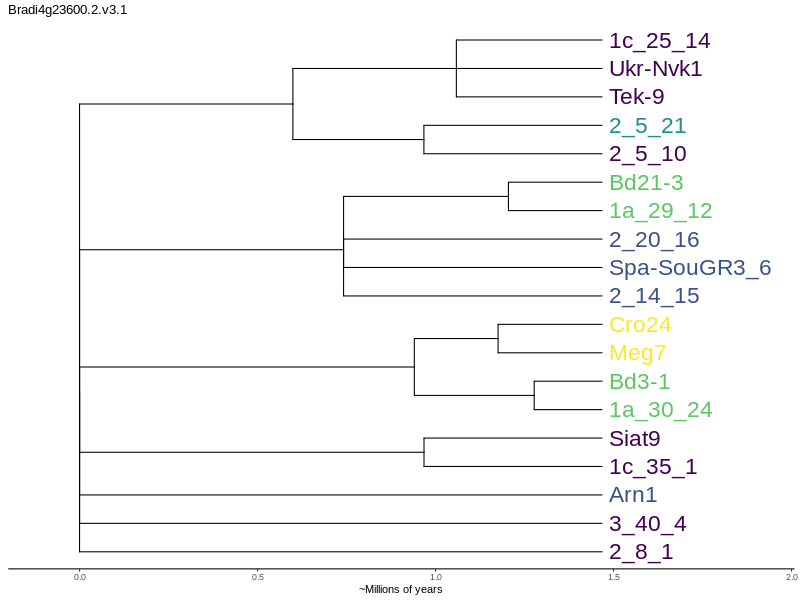 Bradi4g23600.2.v3.1
1c_25_14
Ukr-Nvk1
Tek-9
2_5_21
2_5_10
Bd21-3
1a_29_12
2_20_16
Spa-SouGR3_6
2_14_15
Cro24
Meg7
Bd3-1
1a_30_24
Siat9
1c_35_1
Arn1
3_40_4
2_8_1
0.0 0.5 1.0 1.5 2.0
~Millions of years